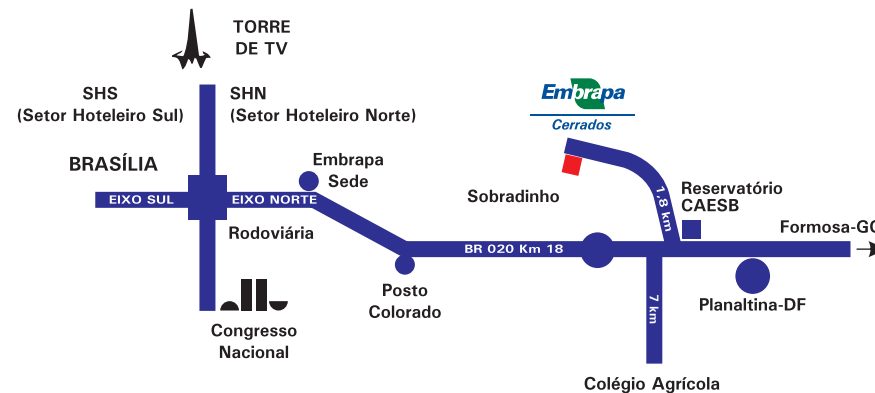 TORRE
DE TV
SHS
(Setor Hoteleiro Sul)
SHN
(Setor Hoteleiro Norte)
Embrapa
Cerrados
BRASÍLIA
Embrapa
Sede
EIXO SUL
EIXO NORTE
Rodoviária
Sobradinho
1,8 km
Reservatório
CAESB
Formosa-GO
BR 020 Km 18
Posto
Colorado
7 km
Planaltina-DF
Congresso
Nacional
Colégio Agrícola